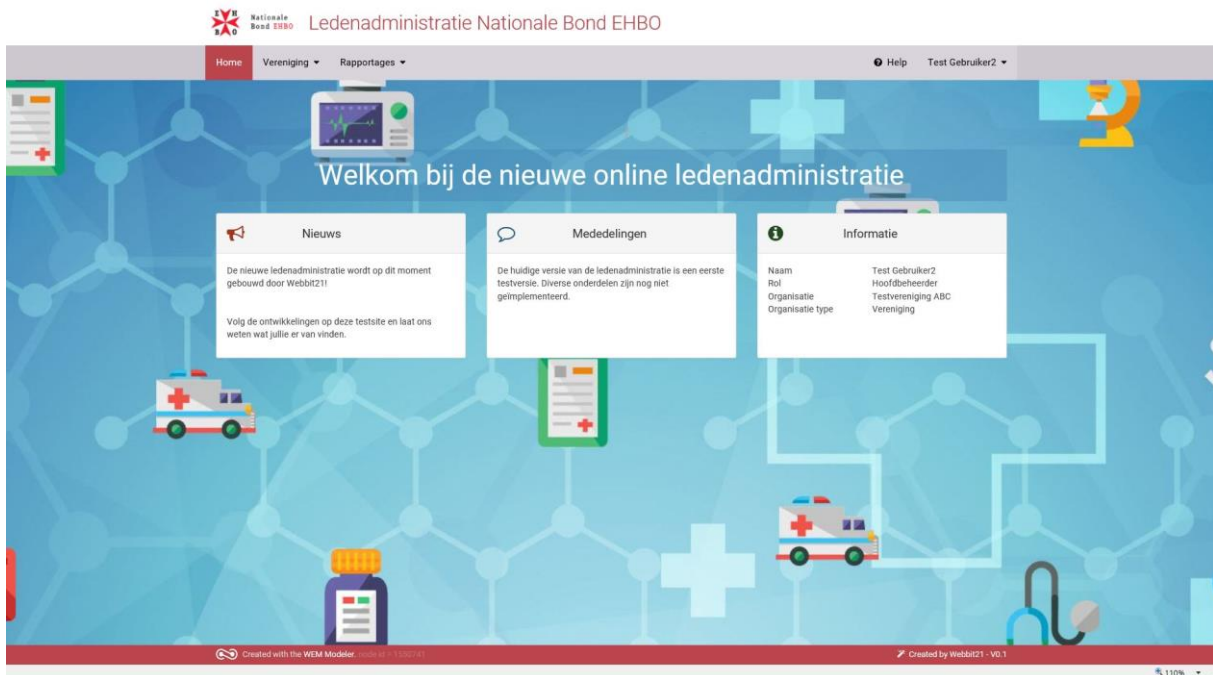 E H
B O
Nationale
Bond EHBO
Ledenadministratie Nationale Bond EHBO
Home Vereniging Rapportages Help Test Gebruiker2
Welkom bij de nieuwe online ledenadministratie
Nieuws
De nieuwe ledenadministratie wordt op dit moment
gebouwd door Webbit21!
Volg de ontwikkelingen op deze testsite en laat ons
weten wat jullie er van vinden.
Mededelingen
De huidige versie van de ledenadministratie is een eerste
testversie. Diverse onderdelen zijn nog niet
geïmplementeerd.
Informatie
Naam Test Gebruiker2
Rol Hoofdbeheerder
Organisatie Testvereniging ABC
Organisatie type Vereniging
Created with the WEM Modeler. node id = 1550741
Created by Webbit21 - V0.1
110%